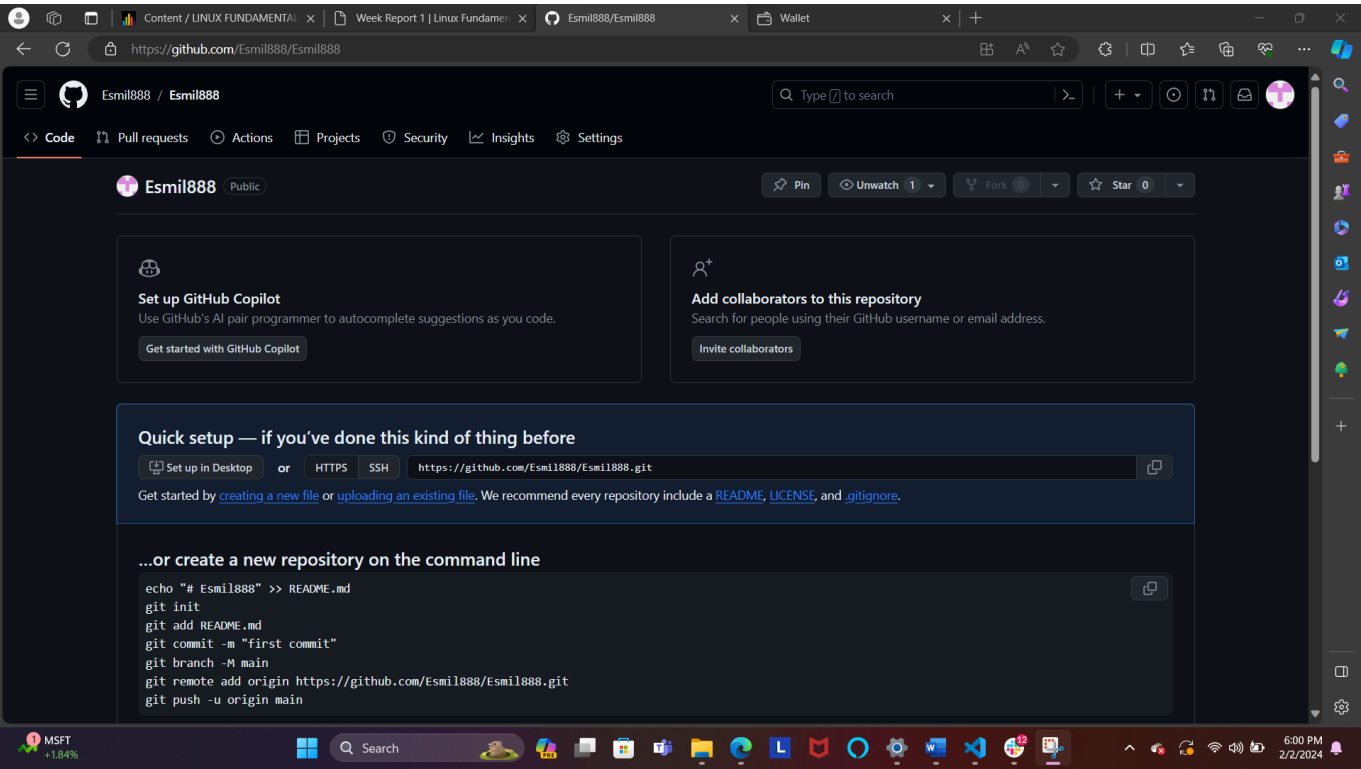 Content / LINUX FUNDAMENTAL
Week Report 1 | Linux Fundamen
Esmil888/Esmil888
Wallet
https://github.com/Esmil888/Esmil888
Esmil888 / Esmil888
Type / to search
Code
Pull requests
Actions
Projects
Security
Insights
Settings
Esmil888 Public
Pin
Unwatch 1
Fork 0
Star 0
Set up GitHub Copilot
Use GitHub's AI pair programmer to autocomplete suggestions as you code.
Get started with GitHub Copilot
Add collaborators to this repository
Search for people using their GitHub username or email address.
Invite collaborators
Quick setup — if you've done this kind of thing before
Set up in Desktop or HTTPS SSH https://github.com/Esmil888/Esmil888.git
Get started by creating a new file or uploading an existing file. We recommend every repository include a README, LICENSE, and .gitignore.
...or create a new repository on the command line
echo "# Esmil888" >> README.md
git init
git add README.md
git commit -m "first commit"
git branch -M main
git remote add origin https://github.com/Esmil888/Esmil888.git
git push -u origin main
1
MSFT
+1.84%
Search
PRE
L
12
6:00 PM
2/2/2024